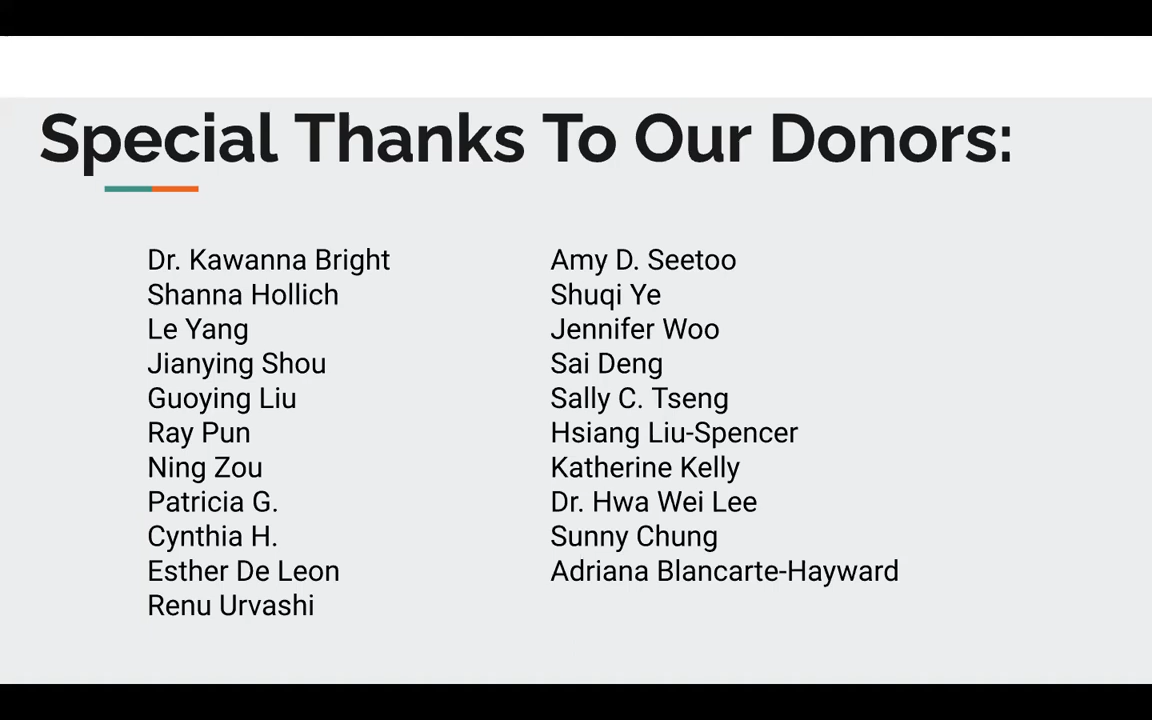 Special Thanks To Our Donors:
Dr. Kawanna Bright
Shanna Hollich
Le Yang
Jianying Shou
Guoying Liu
Ray Pun
Ning Zou
Patricia G.
Cynthia H.
Esther De Leon
Renu Urvashi
Amy D. Seetoo
Shuqi Ye
Jennifer Woo
Sai Deng
Sally C. Tseng
Hsiang Liu-Spencer
Katherine Kelly
Dr. Hwa Wei Lee
Sunny Chung
Adriana Blancarte-Hayward